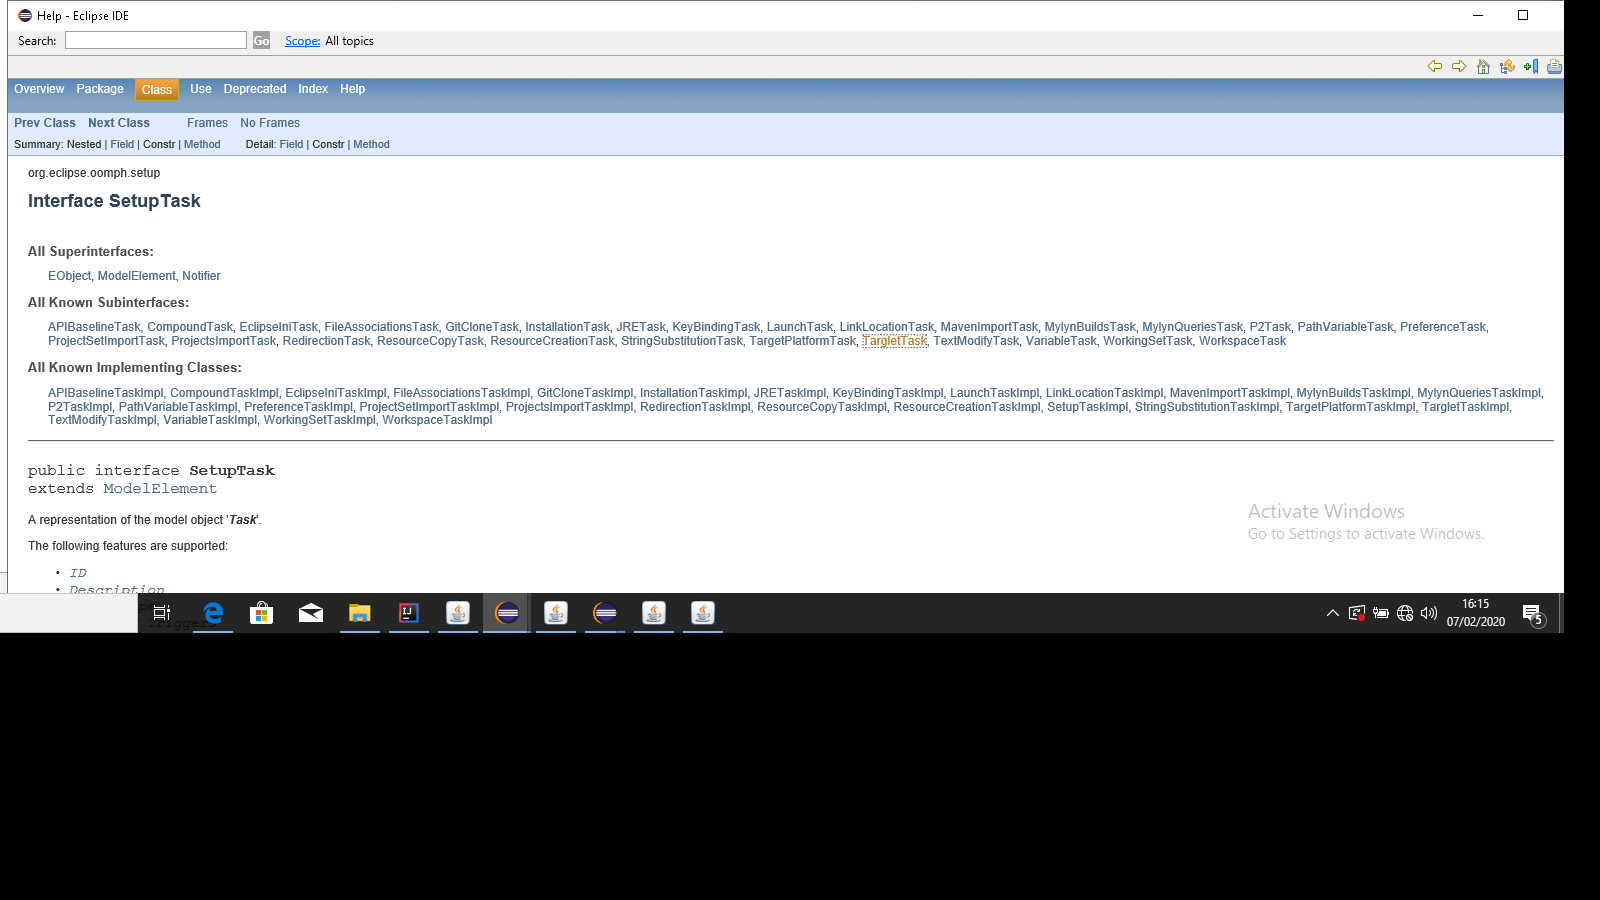 Help - Eclipse IDE
Search: Go Scope: All topics
Overview Package Class Use Deprecated Index Help
Prev Class Next Class Frames No Frames
Summary: Nested | Field | Constr | Method Detail: Field | Constr | Method
org.eclipse.oomph.setup
Interface SetupTask
All Superinterfaces:
EObject, ModelElement, Notifier
All Known Subinterfaces:
APIBaselineTask, CompoundTask, EclipseIniTask, FileAssociationsTask, GitCloneTask, InstallationTask, JRETask, KeyBindingTask, LaunchTask, LinkLocationTask, MavenImportTask, MylynBuildsTask, MylynQueriesTask, P2Task, PathVariableTask, PreferenceTask,
ProjectSetImportTask, ProjectsImportTask, RedirectionTask, ResourceCopyTask, ResourceCreationTask, StringSubstitutionTask, TargetPlatformTask, TargletTask, TextModifyTask, VariableTask, WorkingSetTask, WorkspaceTask
All Known Implementing Classes:
APIBaselineTaskImpl, CompoundTaskImpl, EclipseIniTaskImpl, FileAssociationsTaskImpl, GitCloneTaskImpl, InstallationTaskImpl, JRETaskImpl, KeyBindingTaskImpl, LaunchTaskImpl, LinkLocationTaskImpl, MavenImportTaskImpl, MylynBuildsTaskImpl, MylynQueriesTaskImpl,
P2TaskImpl, PathVariableTaskImpl, PreferenceTaskImpl, ProjectSetImportTaskImpl, ProjectsImportTaskImpl, RedirectionTaskImpl, ResourceCopyTaskImpl, ResourceCreationTaskImpl, SetupTaskImpl, StringSubstitutionTaskImpl, TargetPlatformTaskImpl, TargletTaskImpl,
TextModifyTaskImpl, VariableTaskImpl, WorkingSetTaskImpl, WorkspaceTaskImpl
public interface SetupTask
extends ModelElement
A representation of the model object 'Task'.
The following features are supported:
• ID
• Description
Triggers
Activate Windows
Go to Settings to activate Windows.
IJ
16:15
07/02/2020
5